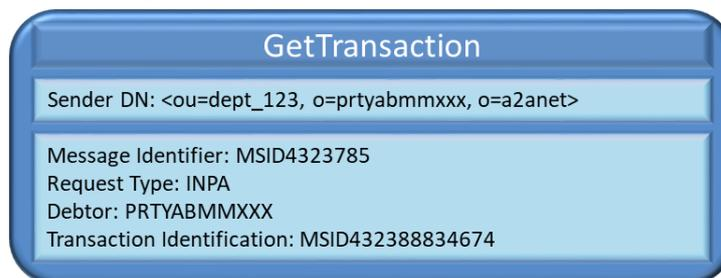 GetTransaction
Sender DN: <ou=dept_123, o=prtyabmmxxx, o=a2anet>
Message Identifier: MSID4323785
Request Type: INPA
Debtor: PRTYABMMXXX
Transaction Identification: MSID432388834674